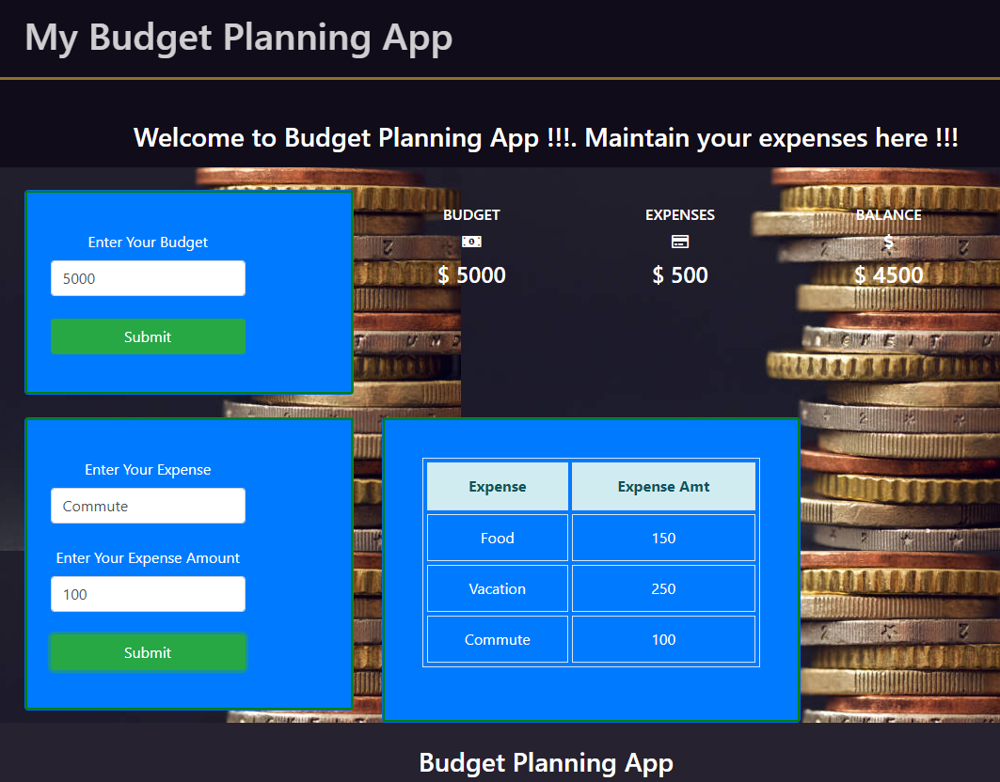 My Budget Planning App
Welcome to Budget Planning App !!!. Maintain your expenses here !!!
Enter Your Budget
5000
Submit
BUDGET
$ 5000
EXPENSES
$ 500
BALANCE
$
$ 4500
Enter Your Expense
Commute
Enter Your Expense Amount
100
Submit
Expense Expense Amt
Food 150
Vacation 250
Commute 100
Budget Planning App